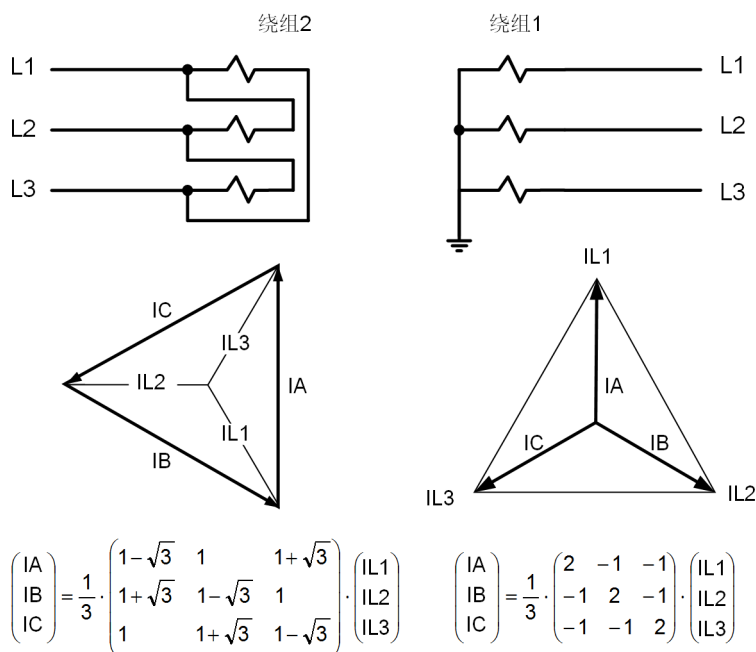 绕组2 绕组1
L1 L1
L2 L2
L3 L3
IL1
IC
IL3
IL2 IA IA
IL1 IC IB
IB
IL3 IL2
(IA IB IC) = 1/3 · (1−√3 1 1+√3; 1+√3 1−√3 1; 1 1+√3 1−√3) · (IL1 IL2 IL3)
(IA IB IC) = 1/3 · (2 −1 −1; −1 2 −1; −1 −1 2) · (IL1 IL2 IL3)